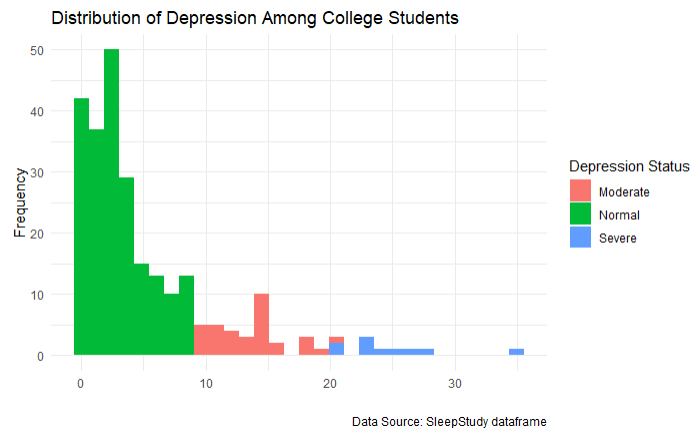 Distribution of Depression Among College Students
50
40
30
20
10
0
Frequency
0 10 20 30
Depression Status
Moderate
Normal
Severe
Data Source: SleepStudy dataframe